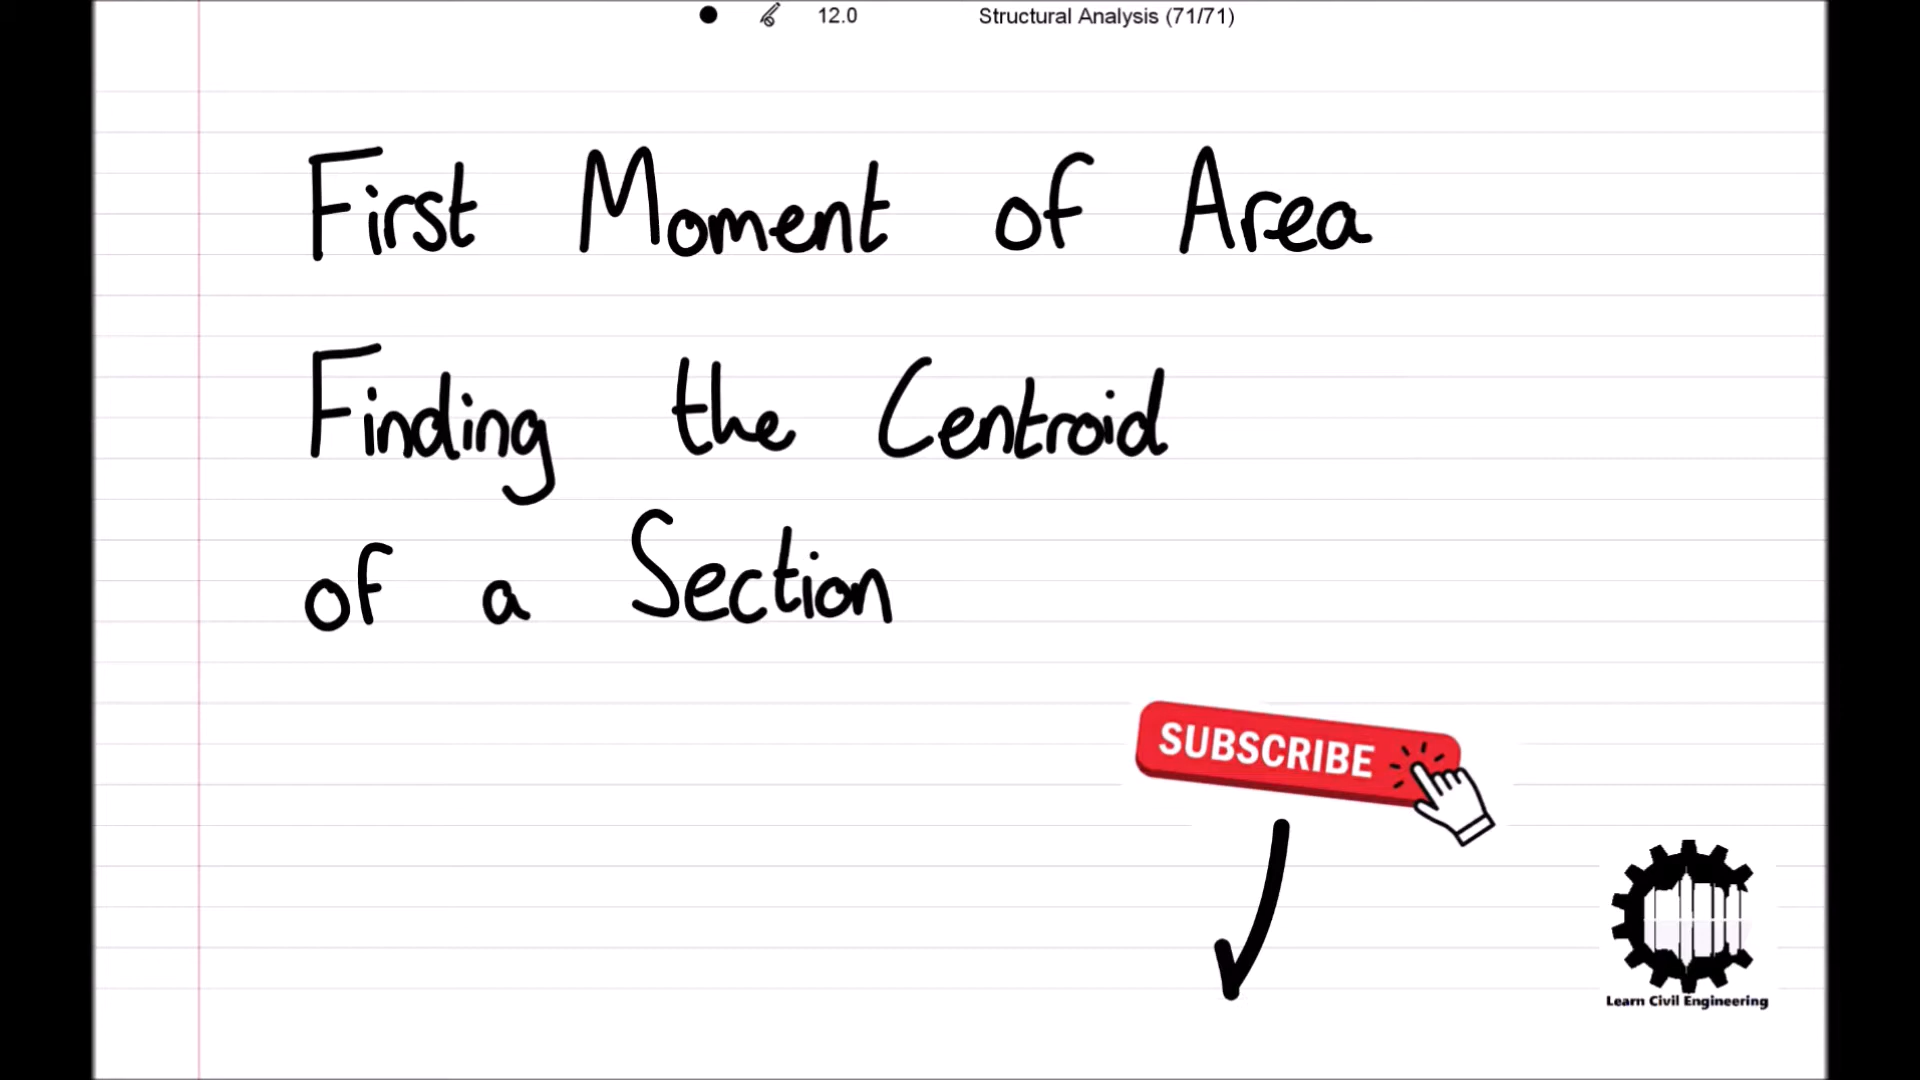 12.0 Structural Analysis (71/71)
First Moment of Area
Finding the Centroid
of a Section
SUBSCRIBE
Learn Civil Engineering